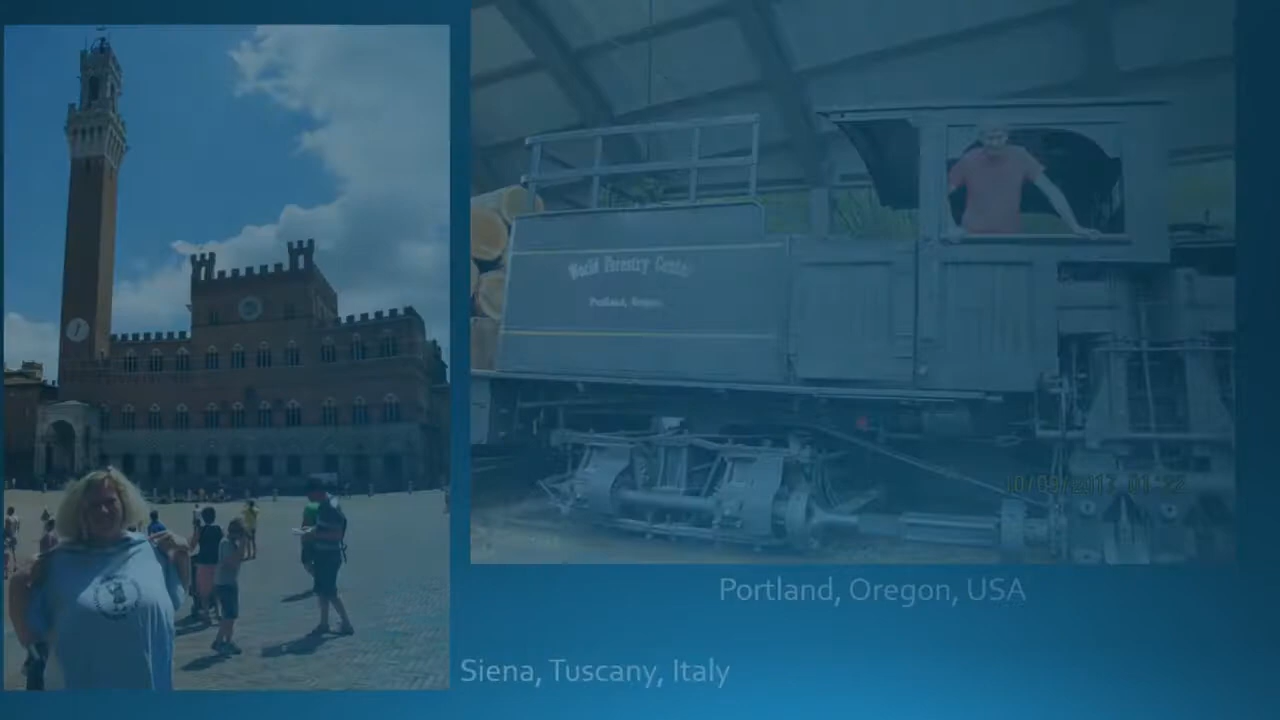 World Forestry Center
Portland, Oregon
Portland, Oregon, USA
Siena, Tuscany, Italy